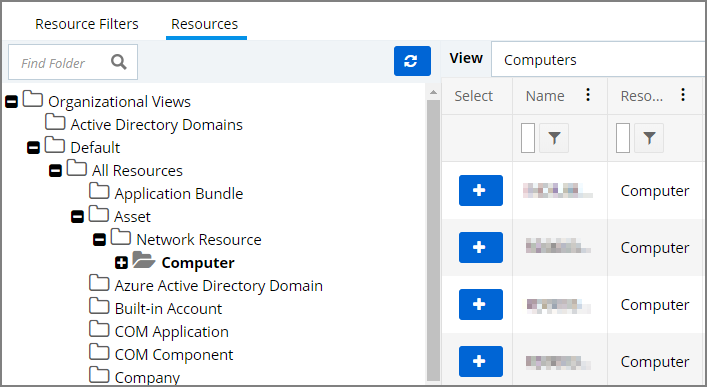 Resource Filters Resources
Find Folder
View Computers
Select Name Reso...
Organizational Views
Active Directory Domains
Default
All Resources
Application Bundle
Asset
Network Resource
Computer
Azure Active Directory Domain
Built-in Account
COM Application
COM Component
Company
Computer
Computer
Computer
Computer